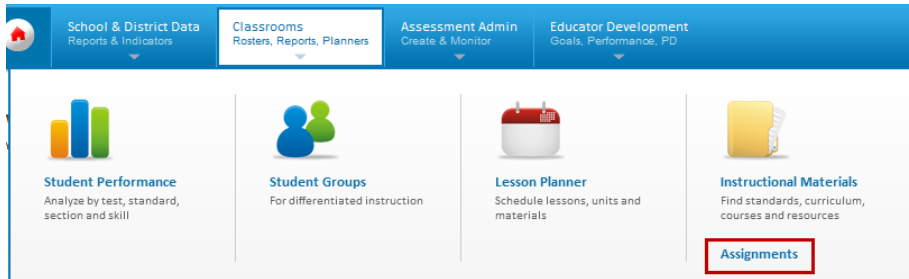 School & District Data
Reports & Indicators
Classrooms
Rosters, Reports, Planners
Assessment Admin
Create & Monitor
Educator Development
Goals, Performance, PD
Student Performance
Analyze by test, standard,
section and skill
Student Groups
For differentiated instruction
Lesson Planner
Schedule lessons, units and
materials
Instructional Materials
Find standards, curriculum,
courses and resources
Assignments